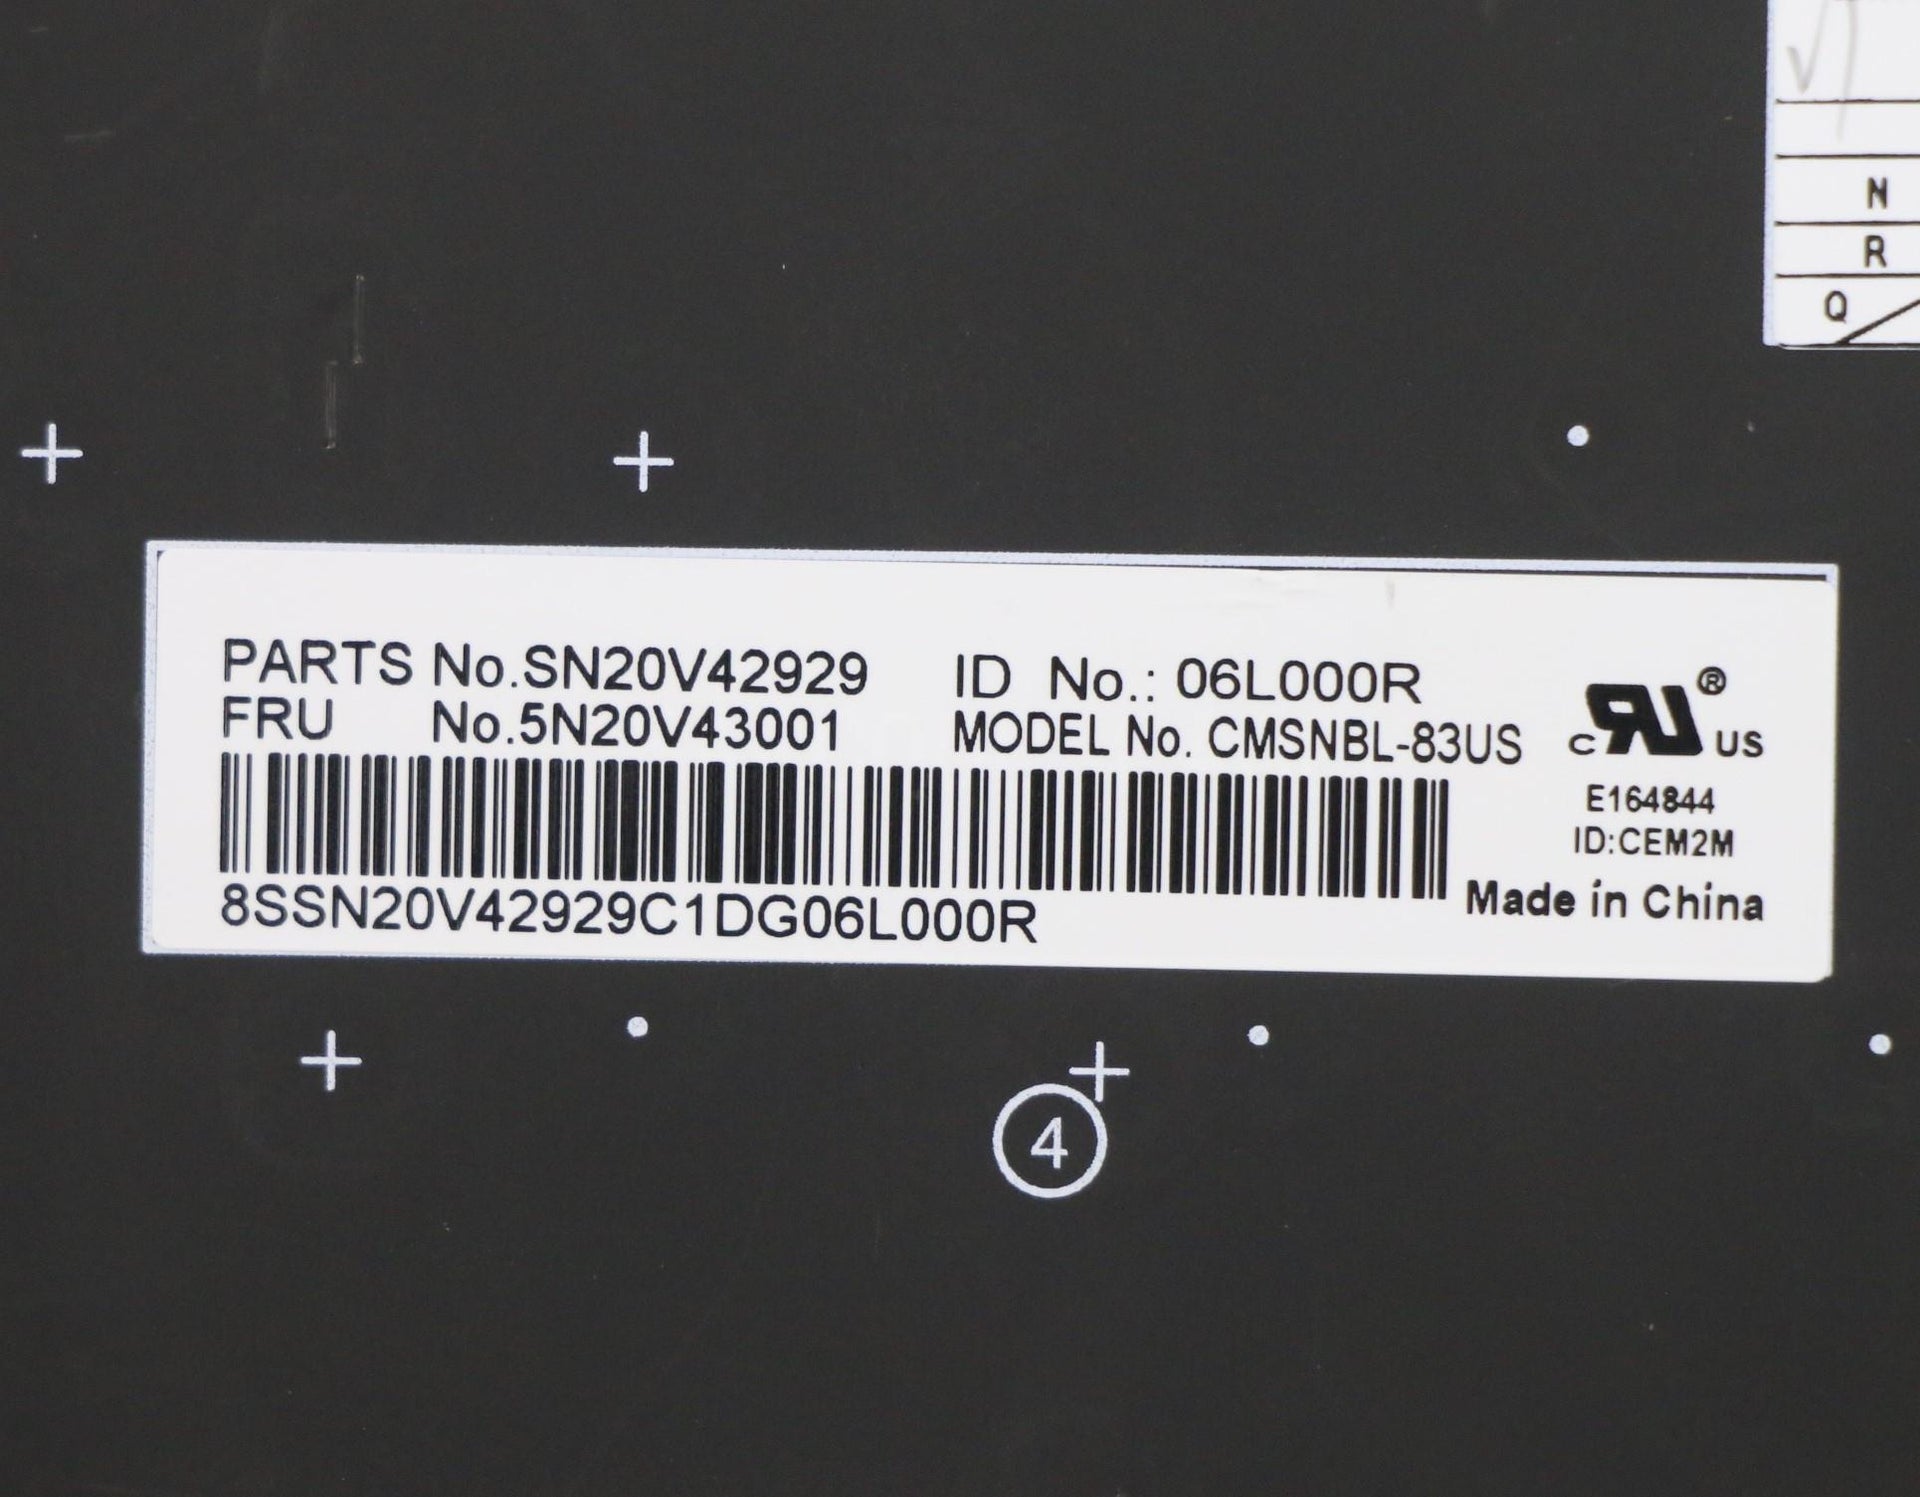 N
R
Q
PARTS No.SN20V42929 ID No.: 06L000R
FRU No.5N20V43001 MODEL No. CMSNBL-83US
c RU ® US
E164844
ID:CEM2M
Made in China
8SSN20V42929C1DG06L000R
4